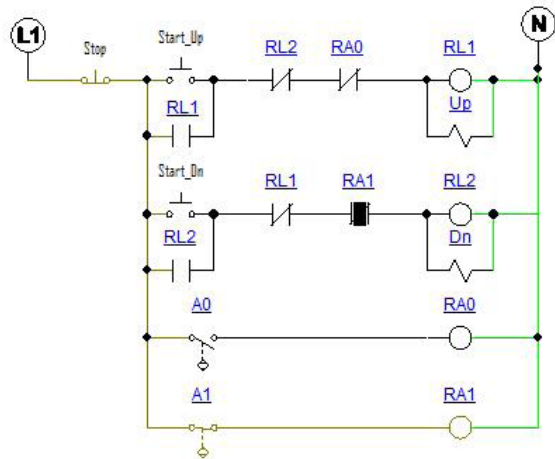 L1
N
Stop
Start_Up
RL2
RA0
RL1
RL1
Up
Start_Dn
RL1
RA1
RL2
RL2
Dn
A0
RA0
A1
RA1